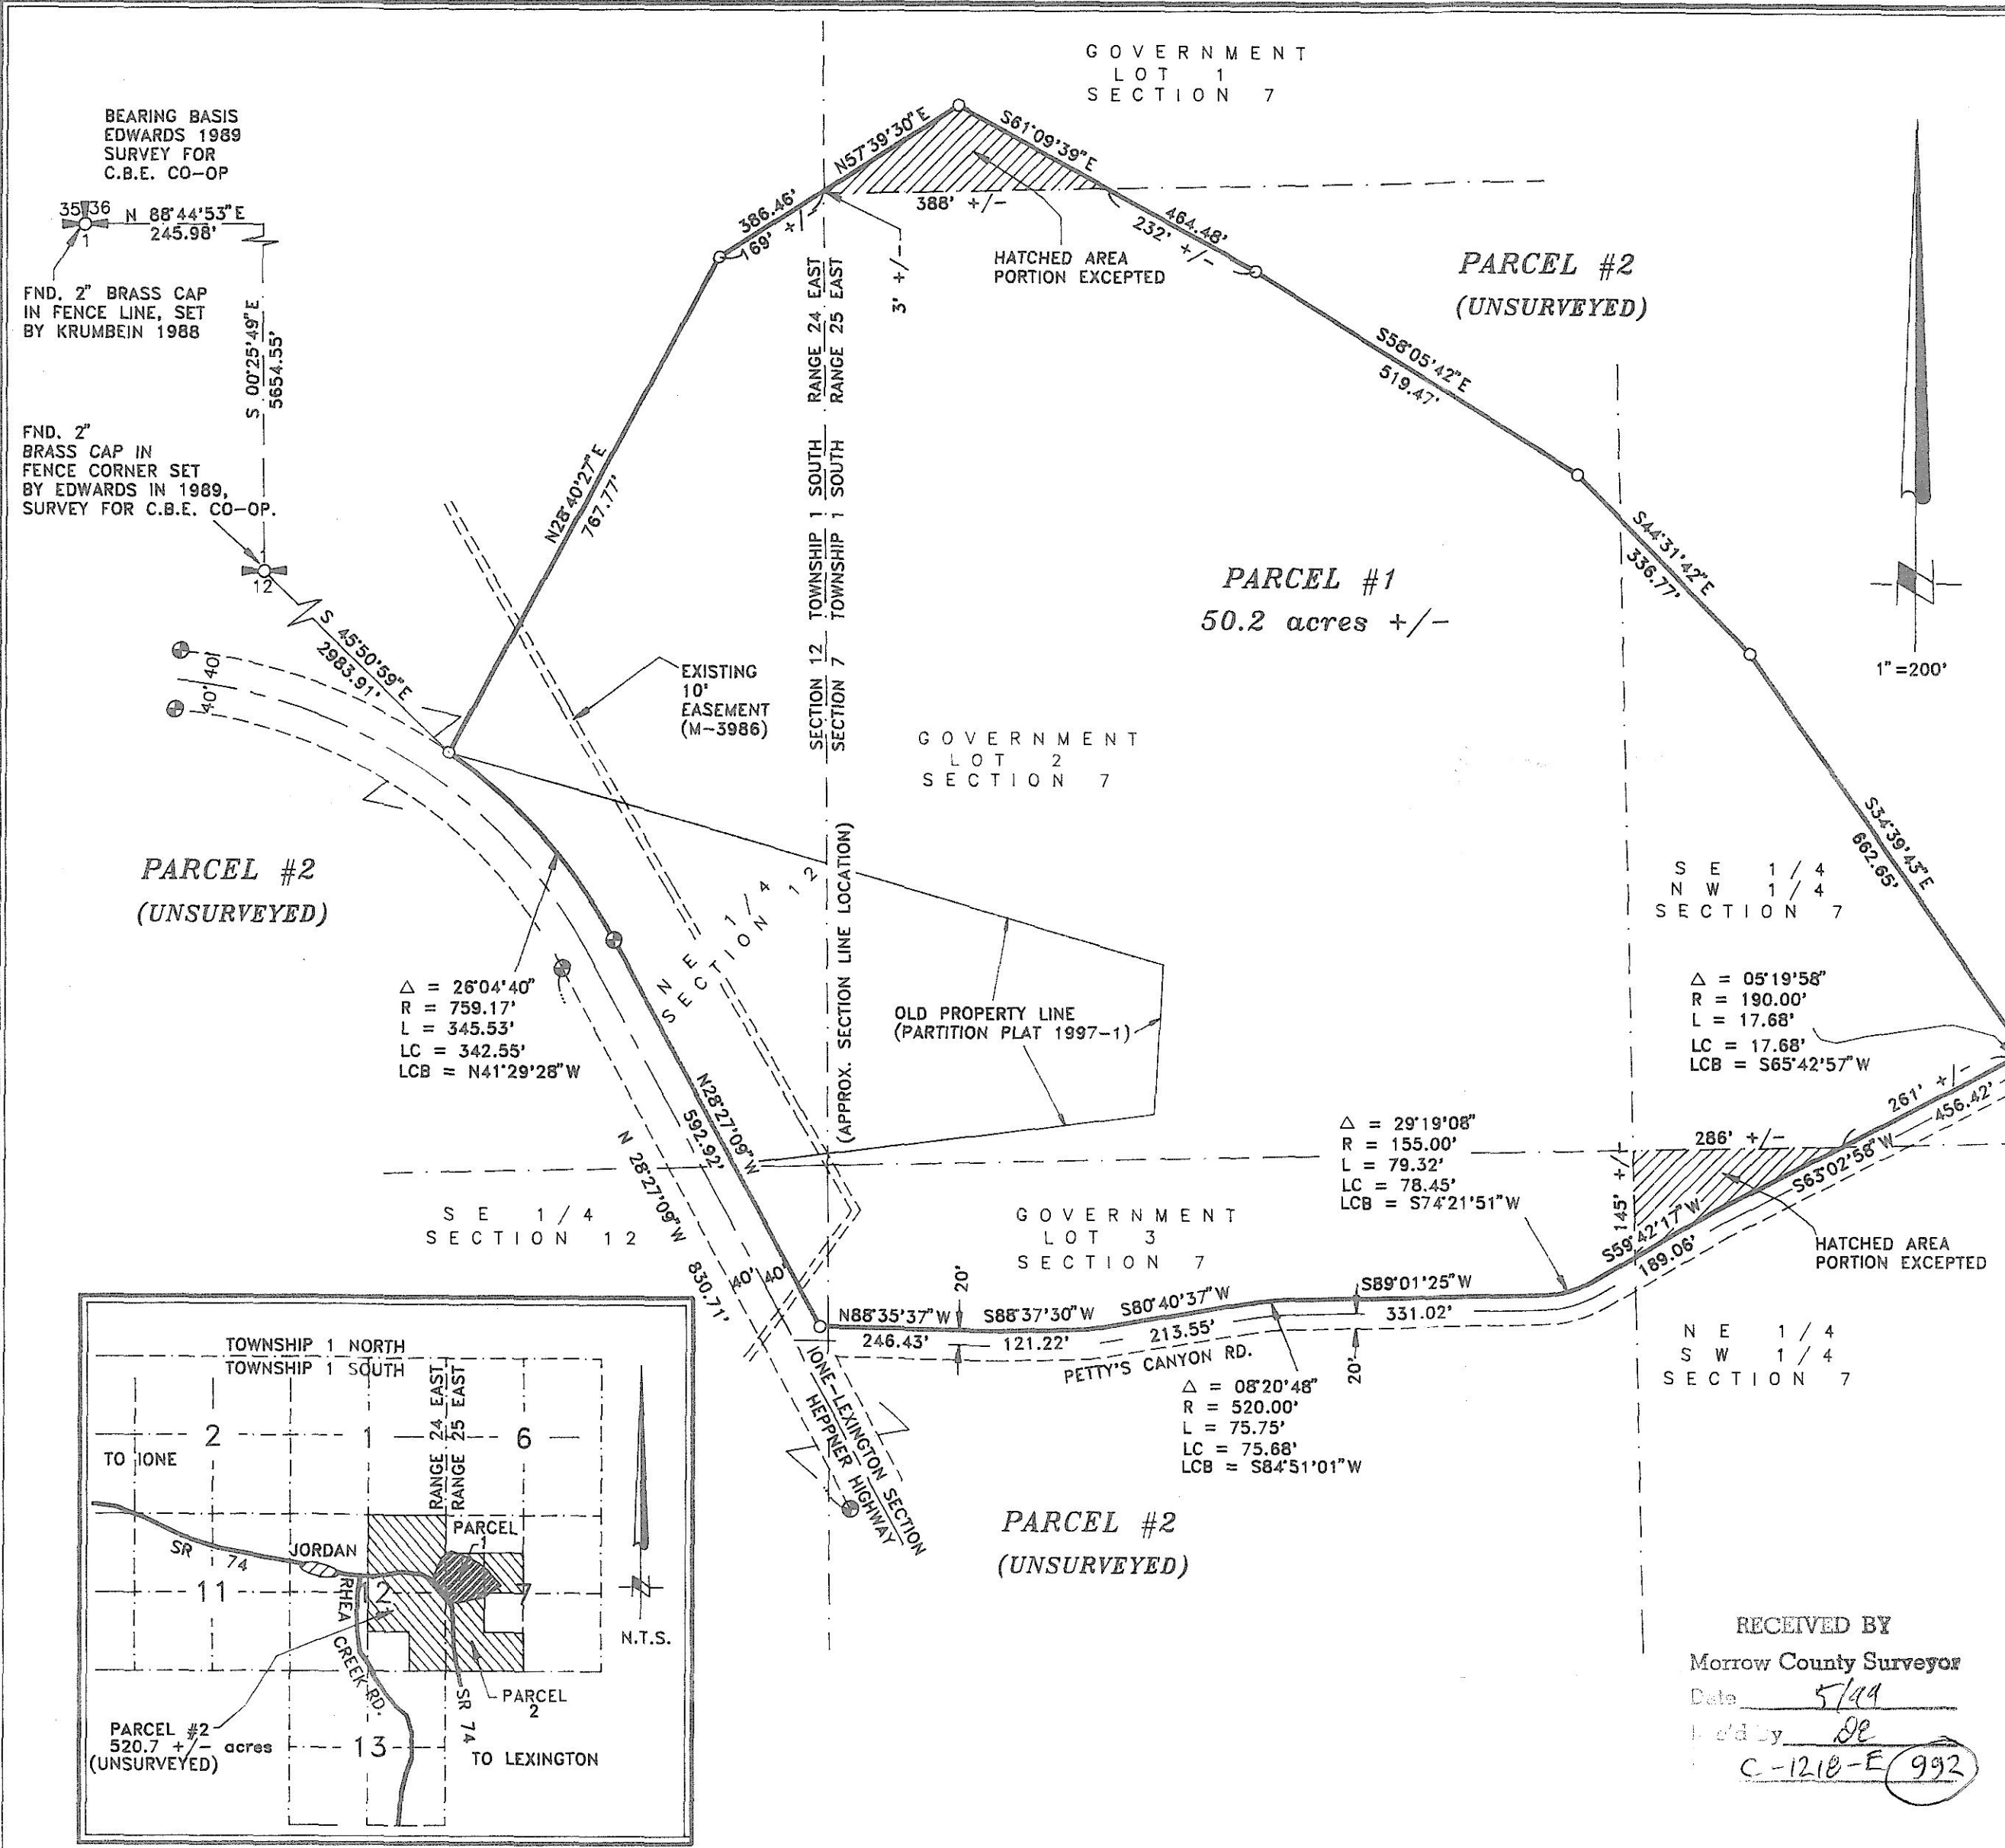 GOVERNMENT
LOT 1
SECTION 7
BEARING BASIS
EDWARDS 1989
SURVEY FOR
C.B.E. CO-OP
35 36
1
N 88°44'53"E
245.98'
FND. 2" BRASS CAP
IN FENCE LINE, SET
BY KRUMBEIN 1988
S 00°25'49"E
5654.55'
FND. 2"
BRASS CAP IN
FENCE CORNER SET
BY EDWARDS IN 1989,
SURVEY FOR C.B.E. CO-OP.
1
12
S 45°50'59"E
2983.91'
40' 40'
N57°39'30"E
386.46'
169' +/-
S61°09'39"E
464.48'
232' +/-
388' +/-
3' +/-
HATCHED AREA
PORTION EXCEPTED
PARCEL #2
(UNSURVEYED)
S58°05'42"E
519.47'
S44°31'42"E
336.77'
1"=200'
N28°40'27"E
767.77'
SECTION 12 TOWNSHIP 1 SOUTH RANGE 24 EAST
SECTION 7 TOWNSHIP 1 SOUTH RANGE 25 EAST
PARCEL #1
50.2 acres +/-
EXISTING
10'
EASEMENT
(M-3986)
GOVERNMENT
LOT 2
SECTION 7
(APPROX. SECTION LINE LOCATION)
S34°39'43"E
662.65'
SE 1/4
NW 1/4
SECTION 7
PARCEL #2
(UNSURVEYED)
NE 1/4
SECTION 12
Δ = 26°04'40"
R = 759.17'
L = 345.53'
LC = 342.55'
LCB = N41°29'28"W
OLD PROPERTY LINE
(PARTITION PLAT 1997-1)
Δ = 05°19'58"
R = 190.00'
L = 17.68'
LC = 17.68'
LCB = S65°42'57"W
N28°27'09"W
592.92'
N 28°27'09"W
830.71'
40' 40'
Δ = 29°19'08"
R = 155.00'
L = 79.32'
LC = 78.45'
LCB = S74°21'51"W
261' +/-
456.42'
S63°02'58"W
286' +/-
145' +/-
S59°42'17"W
189.06'
HATCHED AREA
PORTION EXCEPTED
SE 1/4
SECTION 12
GOVERNMENT
LOT 3
SECTION 7
20'
N88°35'37"W
246.43'
S88°37'30"W
121.22'
S80°40'37"W
213.55'
S89°01'25"W
331.02'
20'
PETTY'S CANYON RD.
Δ = 08°20'48"
R = 520.00'
L = 75.75'
LC = 75.68'
LCB = S84°51'01"W
NE 1/4
SW 1/4
SECTION 7
IONE-LEXINGTON SECTION
HEPPNER HIGHWAY
PARCEL #2
(UNSURVEYED)
TOWNSHIP 1 NORTH
TOWNSHIP 1 SOUTH
RANGE 24 EAST
RANGE 25 EAST
2
1
6
TO IONE
PARCEL
1
SR 74
JORDAN
11
12
7
RHEA CREEK RD.
N.T.S.
PARCEL
2
SR 74
PARCEL #2
520.7 +/- acres
(UNSURVEYED)
13
TO LEXINGTON
RECEIVED BY
Morrow County Surveyor
Date 5/99
Rec'd by DE
C-1218-E 992